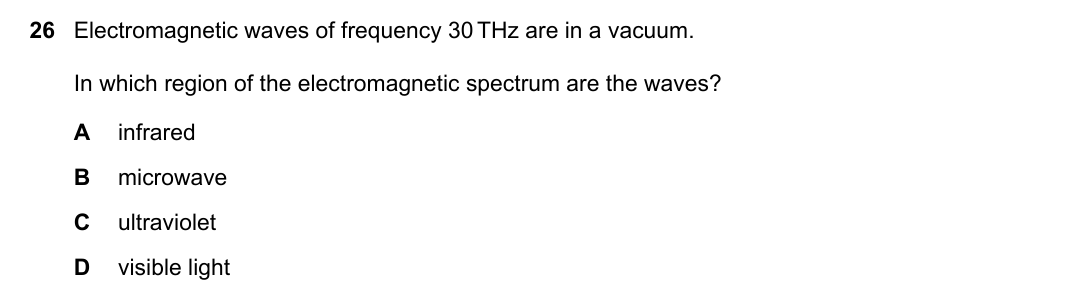 26 Electromagnetic waves of frequency 30 THz are in a vacuum.
In which region of the electromagnetic spectrum are the waves?
A infrared
B microwave
C ultraviolet
D visible light